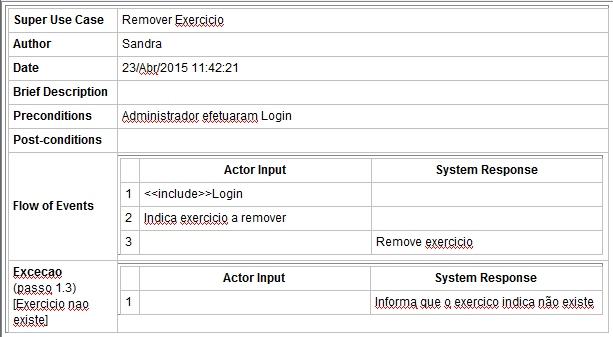 Super Use Case Remover Exercicio
Author Sandra
Date 23/Abr/2015 11:42:21
Brief Description
Preconditions Administrador efetuaram Login
Post-conditions
Flow of Events
Actor Input System Response
1 <<include>>Login
2 Indica exercicio a remover
3 Remove exercicio
Excecao
(passo 1.3)
[Exercicio nao
existe]
Actor Input System Response
1 Informa que o exercico indica não existe